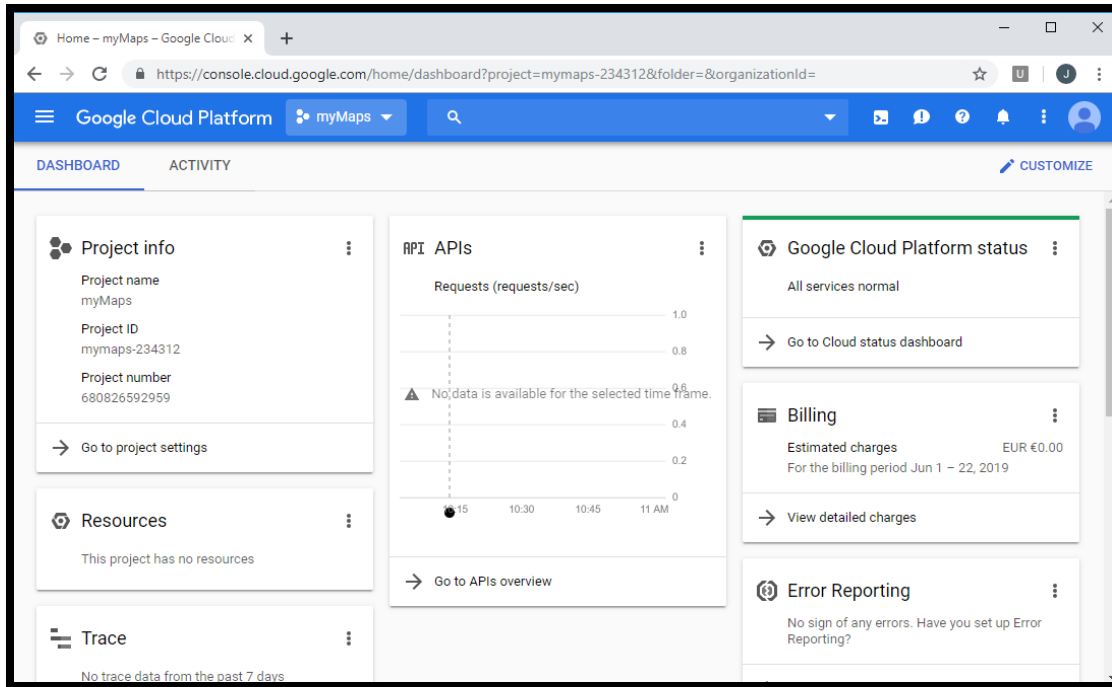 Home – myMaps – Google Cloud
https://console.cloud.google.com/home/dashboard?project=mymaps-234312&folder=&organizationId=
U
J
Google Cloud Platform
myMaps
DASHBOARD
ACTIVITY
CUSTOMIZE
Project info
Project name
myMaps
Project ID
mymaps-234312
Project number
680826592959
Go to project settings
Resources
This project has no resources
Trace
No trace data from the past 7 days
API APIs
Requests (requests/sec)
1.0
0.8
0.6
No data is available for the selected time frame.
0.4
0.2
0
10:15 10:30 10:45 11 AM
Go to APIs overview
Google Cloud Platform status
All services normal
Go to Cloud status dashboard
Billing
Estimated charges EUR €0.00
For the billing period Jun 1 – 22, 2019
View detailed charges
Error Reporting
No sign of any errors. Have you set up Error
Reporting?